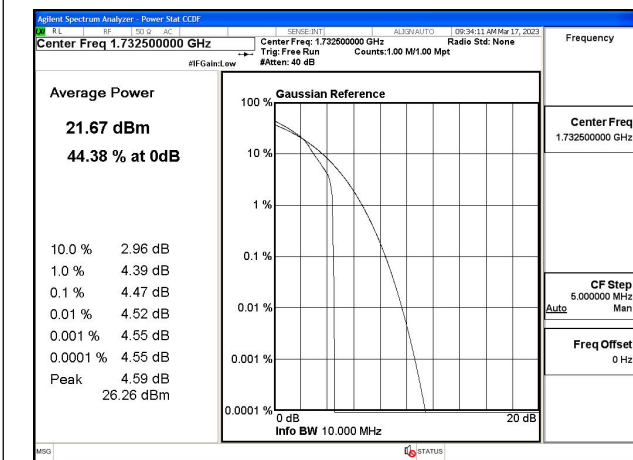 Agilent Spectrum Analyzer - Power Stat CCDF
LXI RL RF 50 Ω AC SENSE:INT ALIGN AUTO 09:34:11 AM Mar 17, 2023
Center Freq 1.732500000 GHz
Center Freq: 1.732500000 GHz Radio Std: None
Trig: Free Run Counts:1.00 M/1.00 Mpt
#IFGain:Low #Atten: 40 dB
Frequency
Average Power
21.67 dBm
44.38 % at 0dB
10.0 % 2.96 dB
1.0 % 4.39 dB
0.1 % 4.47 dB
0.01 % 4.52 dB
0.001 % 4.55 dB
0.0001 % 4.55 dB
Peak 4.59 dB
26.26 dBm
Gaussian Reference
100 %
10 %
1 %
0.1 %
0.01 %
0.001 %
0.0001 %
0 dB 20 dB
Info BW 10.000 MHz
Center Freq
1.732500000 GHz
CF Step
5.000000 MHz
Auto Man
Freq Offset
0 Hz
MSG STATUS